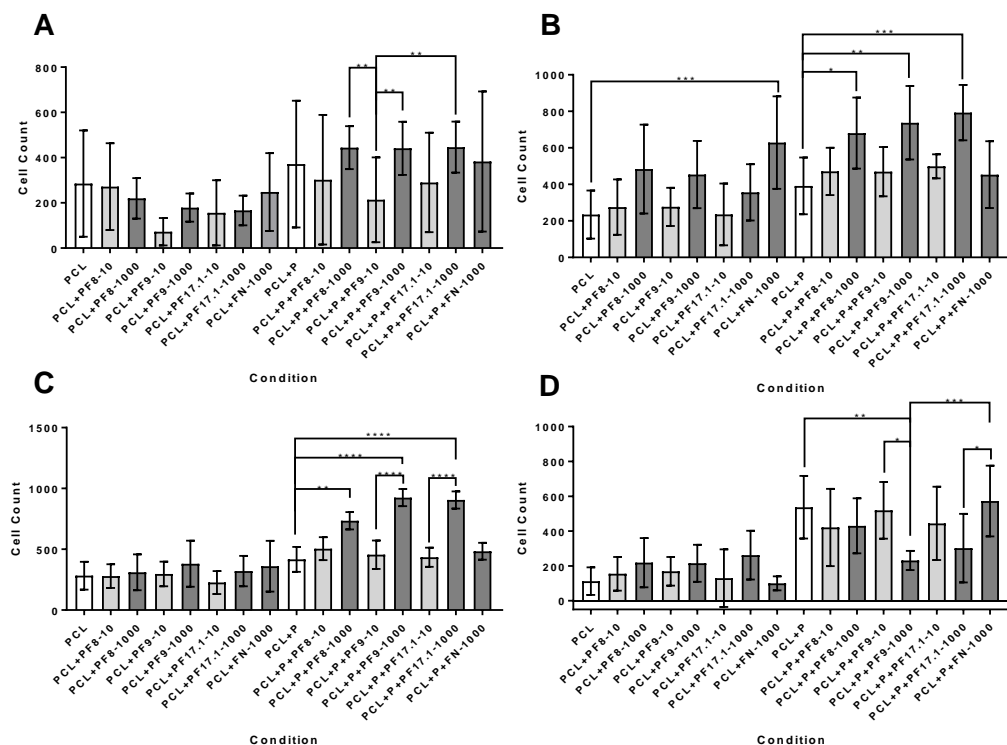 A
800
600
400
200
0
Cell Count
** ** **
PCL
PCL+PF8-10
PCL+PF8-1000
PCL+PF9-10
PCL+PF9-1000
PCL+PF17.1-10
PCL+PF17.1-1000
PCL+FN-1000
PCL+P
PCL+P+PF8-10
PCL+P+PF8-1000
PCL+P+PF9-10
PCL+P+PF9-1000
PCL+P+PF17.1-10
PCL+P+PF17.1-1000
PCL+P+FN-1000
Condition
B
1000
800
600
400
200
0
Cell Count
*** *** ** *
PCL
PCL+PF8-10
PCL+PF8-1000
PCL+PF9-10
PCL+PF9-1000
PCL+PF17.1-10
PCL+PF17.1-1000
PCL+FN-1000
PCL+P
PCL+P+PF8-10
PCL+P+PF8-1000
PCL+P+PF9-10
PCL+P+PF9-1000
PCL+P+PF17.1-10
PCL+P+PF17.1-1000
PCL+P+FN-1000
Condition
C
1500
1000
500
0
Cell Count
**** **** ** **** ****
PCL
PCL+PF8-10
PCL+PF8-1000
PCL+PF9-10
PCL+PF9-1000
PCL+PF17.1-10
PCL+PF17.1-1000
PCL+FN-1000
PCL+P
PCL+P+PF8-10
PCL+P+PF8-1000
PCL+P+PF9-10
PCL+P+PF9-1000
PCL+P+PF17.1-10
PCL+P+PF17.1-1000
PCL+P+FN-1000
Condition
D
1000
800
600
400
200
0
Cell Count
** *** * *
PCL
PCL+PF8-10
PCL+PF8-1000
PCL+PF9-10
PCL+PF9-1000
PCL+PF17.1-10
PCL+PF17.1-1000
PCL+FN-1000
PCL+P
PCL+P+PF8-10
PCL+P+PF8-1000
PCL+P+PF9-10
PCL+P+PF9-1000
PCL+P+PF17.1-10
PCL+P+PF17.1-1000
PCL+P+FN-1000
Condition